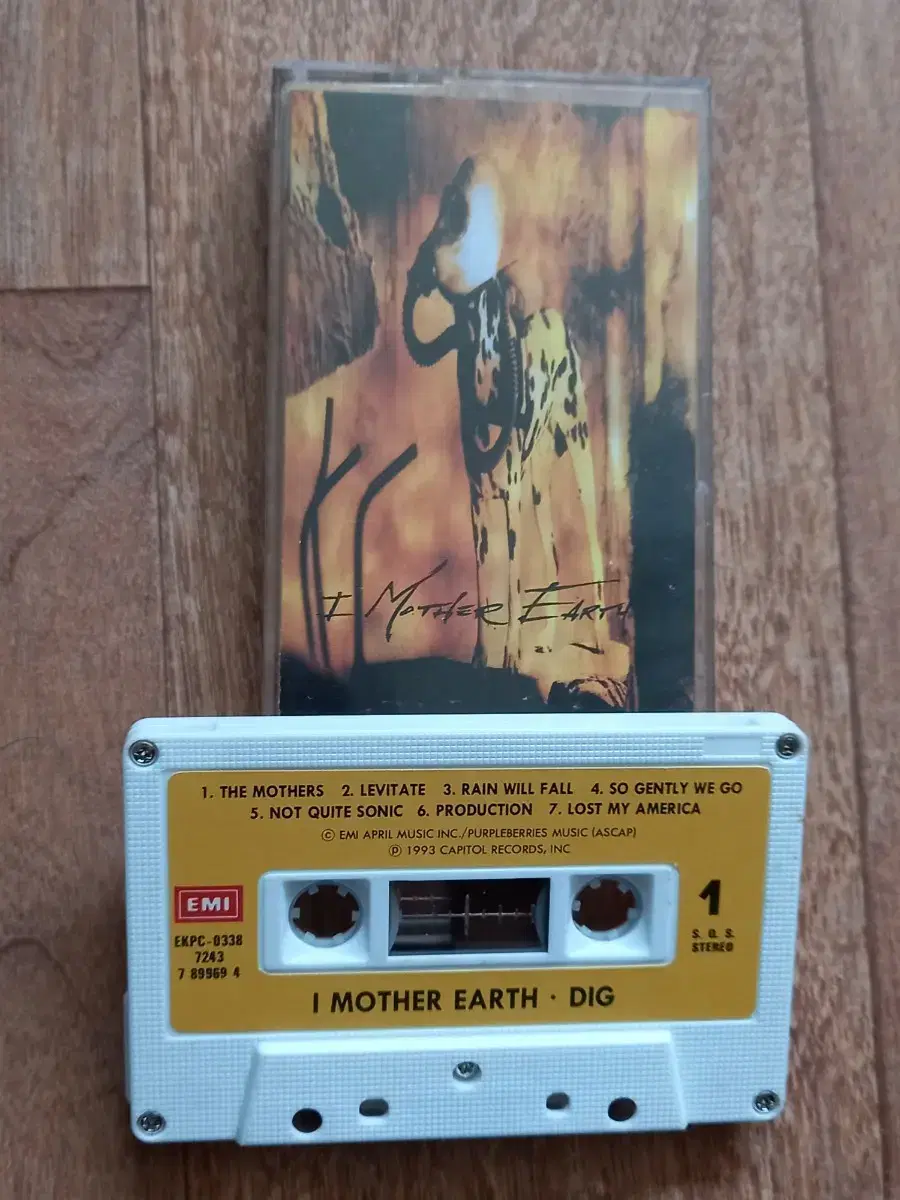 I MOTHER EARTH
1. THE MOTHERS 2. LEVITATE 3. RAIN WILL FALL 4. SO GENTLY WE GO
5. NOT QUITE SONIC 6. PRODUCTION 7. LOST MY AMERICA
© EMI APRIL MUSIC INC./PURPLEBERRIES MUSIC (ASCAP)
℗ 1993 CAPITOL RECORDS, INC
EMI
EKPC-0338
7243
7 89969 4
1
S. Q. S.
STEREO
I MOTHER EARTH · DIG